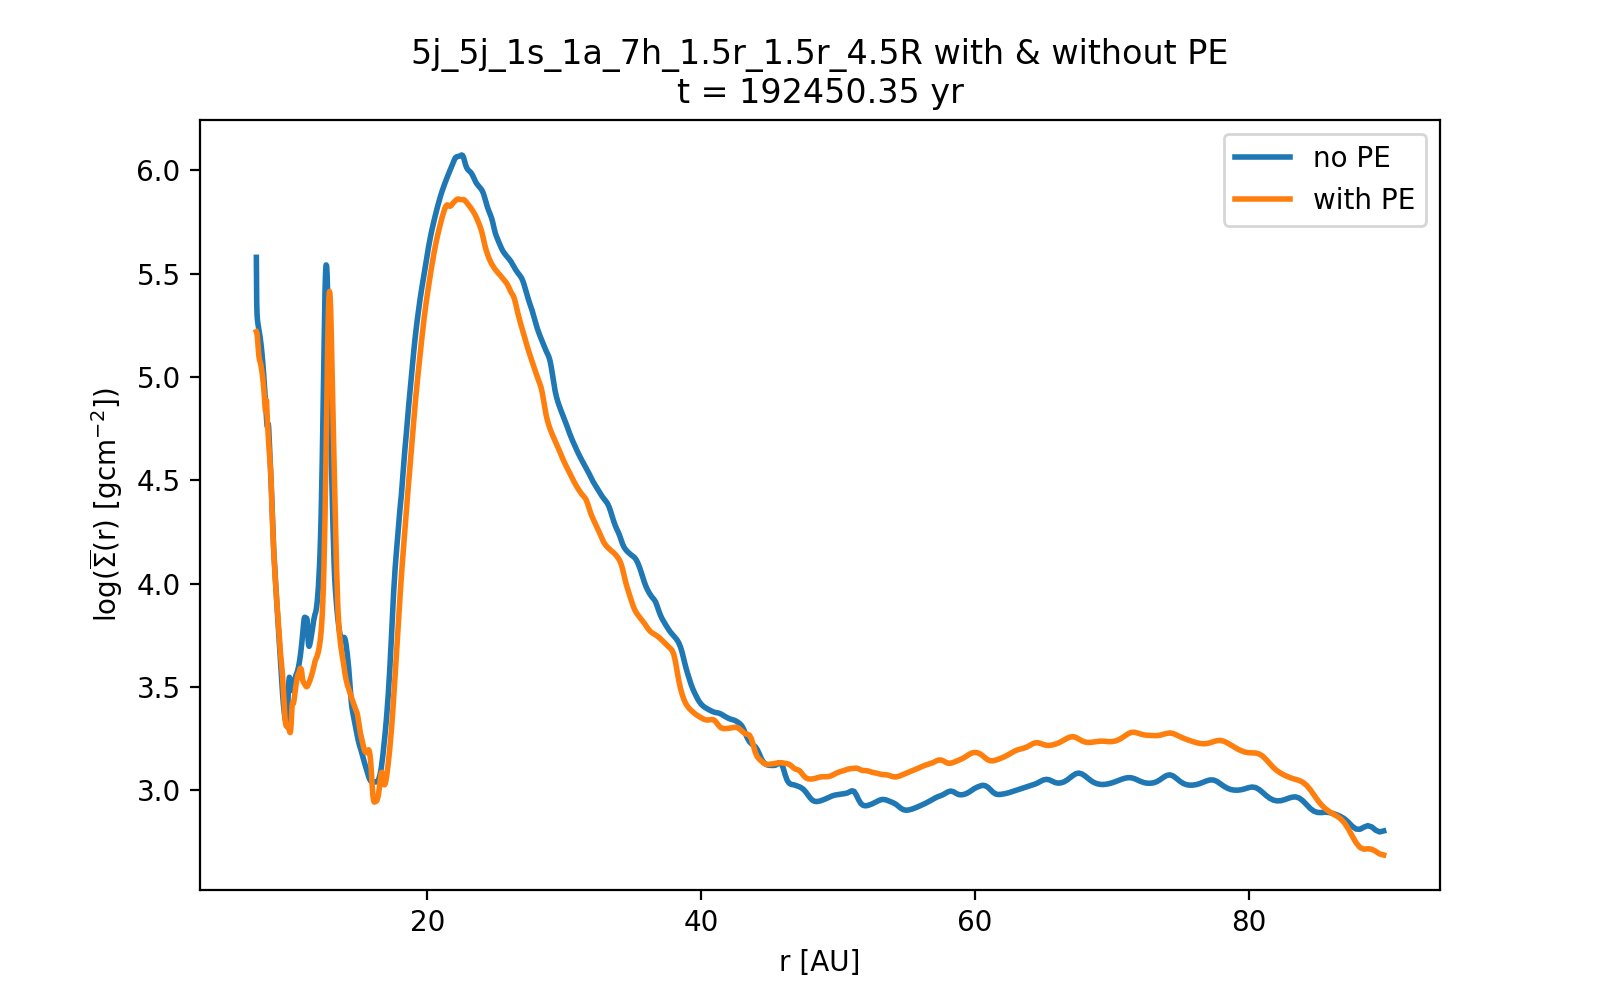 5j_5j_1s_1a_7h_1.5r_1.5r_4.5R with & without PE
t = 192450.35 yr
no PE
with PE
6.0
5.5
5.0
4.5
4.0
3.5
3.0
log(Σ̅(r) [gcm⁻²])
20
40
60
80
r [AU]